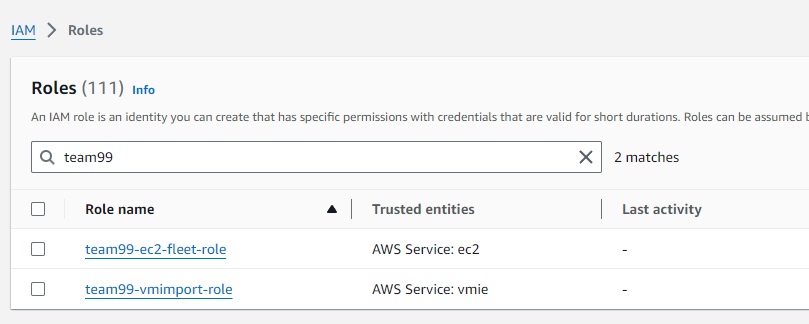 IAM > Roles
Roles (111) Info
An IAM role is an identity you can create that has specific permissions with credentials that are valid for short durations. Roles can be assumed
team99 2 matches
Role name Trusted entities Last activity
team99-ec2-fleet-role AWS Service: ec2 -
team99-vmimport-role AWS Service: vmie -